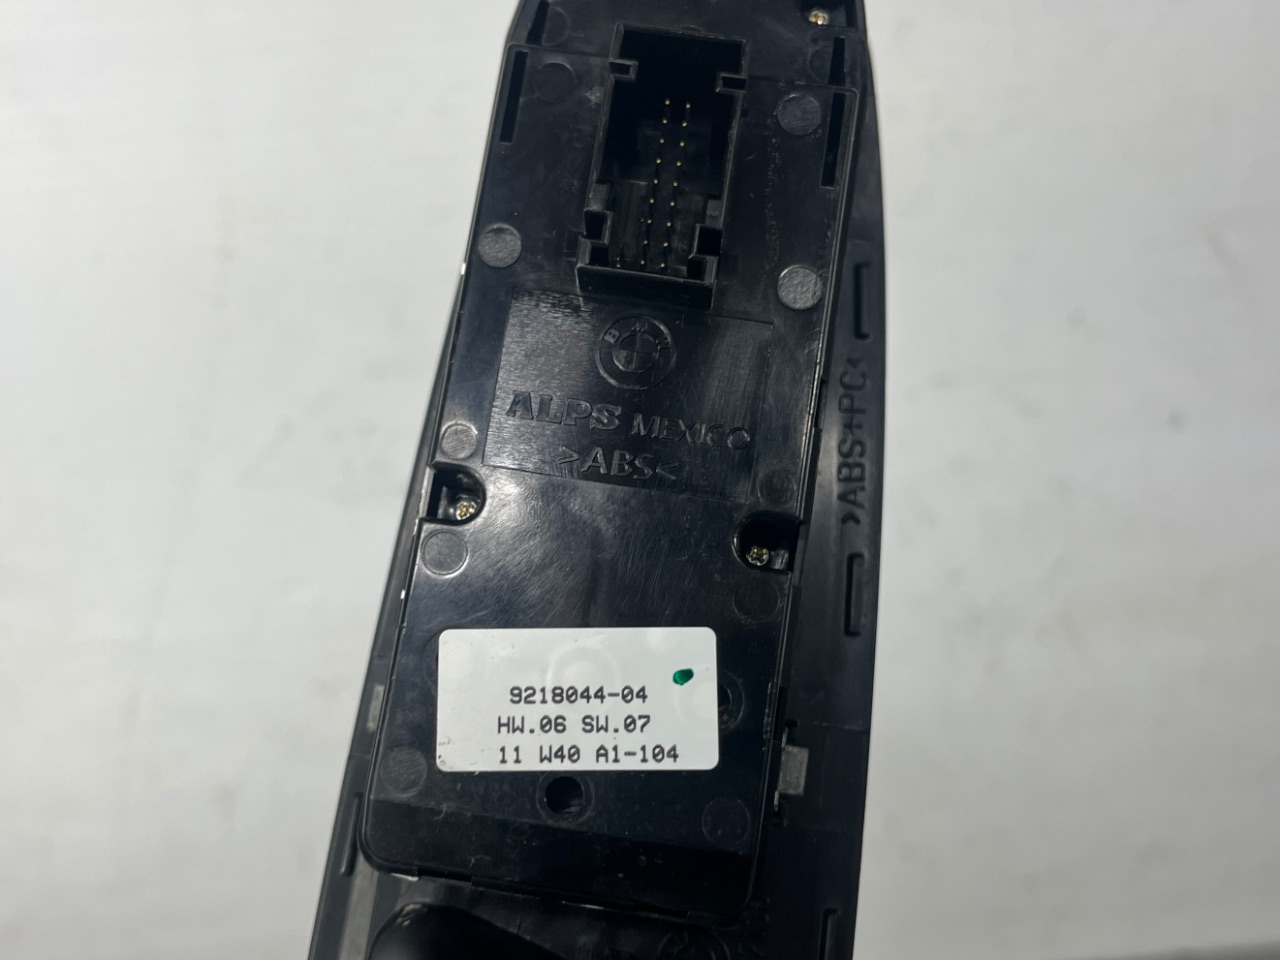 BMW
ALPS MEXICO
>ABS<
>ABS+PC<
9218044-04
HW.06 SW.07
11 W40 A1-104